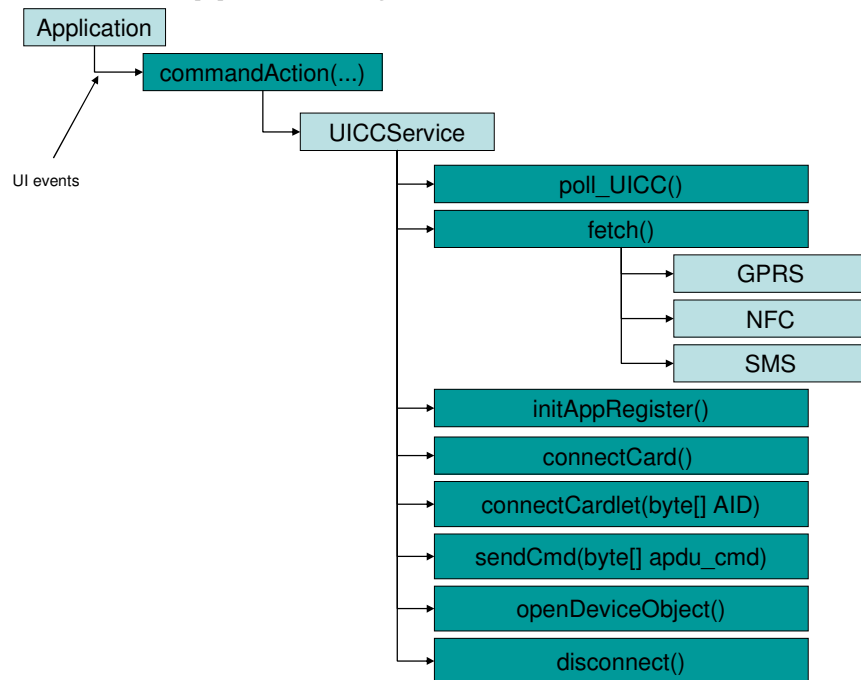 Application
commandAction(...)
UICCService
UI events
poll_UICC()
fetch()
GPRS
NFC
SMS
initAppRegister()
connectCard()
connectCardlet(byte[] AID)
sendCmd(byte[] apdu_cmd)
openDeviceObject()
disconnect()